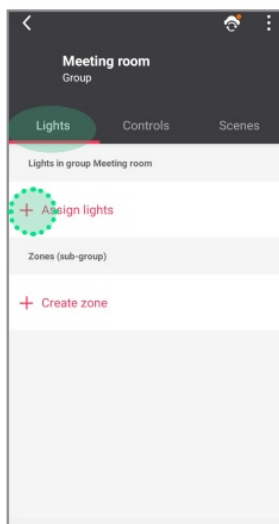 Meeting room
Group
Lights Controls Scenes
Lights in group Meeting room
+ Assign lights
Zones (sub-group)
+ Create zone